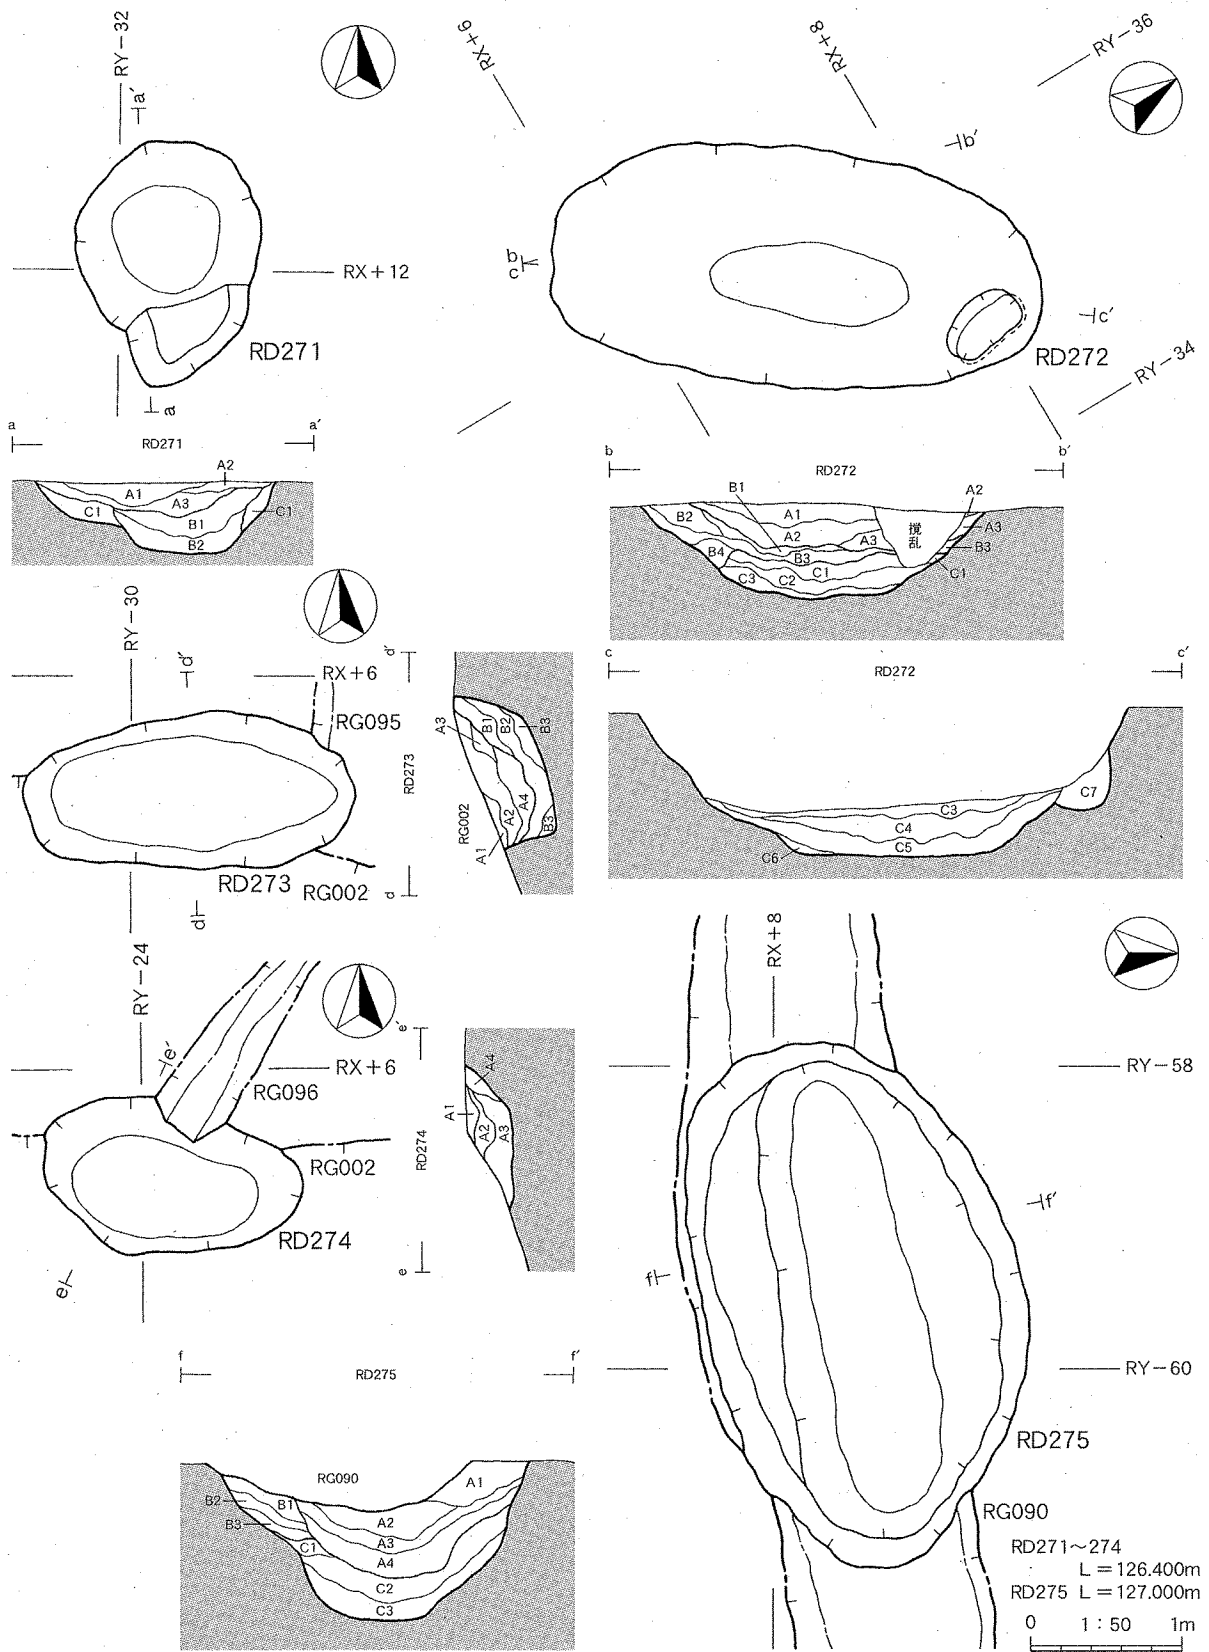 RY−32
a'
RX+12
RD271
a
a
RD271
a'
A2
A1
A3
C1
B1
C1
B2
RX+6
RX+8
RY−36
b'
b
c
c'
RD272
RY−34
b
RD272
b'
B1
A2
B2
A1
A3
A2
攪乱
B3
A3
B4
B3
C1
C1
C3
C2
c
RD272
c'
C3
C7
C4
C5
C6
RY−30
d'
RX+6
RG095
RD273
RG002
d
d'
RD273
d
A3
B1
B2
B3
A4
A2
B3
RG002
A1
RY−24
e'
RX+6
RG096
RG002
RD274
e
e'
RD274
e
A4
A1
A2
A3
f
RD275
f'
RG090
A1
B2
B1
A2
B3
A3
C1
A4
C2
C3
RX+8
RY−58
f'
f
RY−60
RD275
RG090
RD271~274
L = 126.400m
RD275 L = 127.000m
0 1 : 50 1m